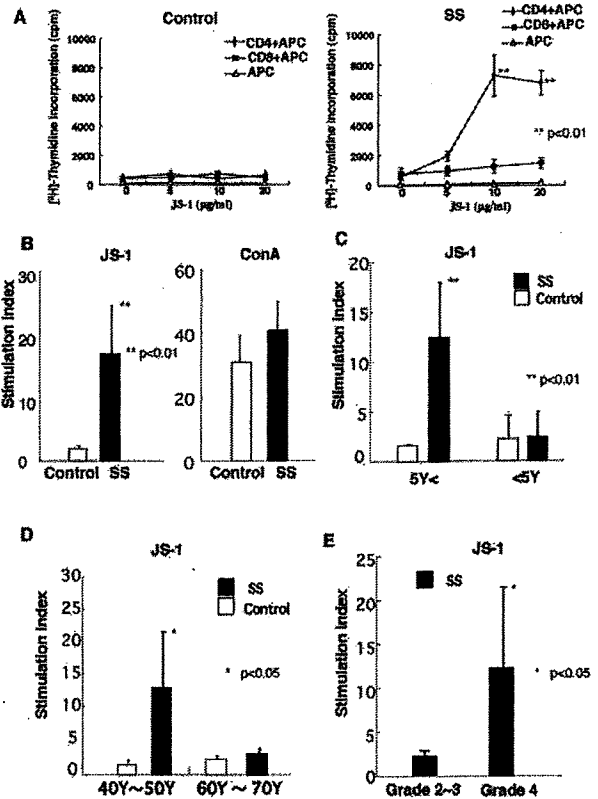 A
Control
[³H]-Thymidine incorporation (cpm)
10000
8000
6000
4000
2000
0
CD4+APC
CD8+APC
APC
0 5 10 20
JS-1 (µg/ml)
SS
[³H]-Thymidine incorporation (cpm)
10000
8000
6000
4000
2000
0
CD4+APC
CD8+APC
APC
**
**
** p<0.01
0 5 10 20
JS-1 (µg/ml)
B
JS-1
Stimulation Index
30
20
10
0
**
** p<0.01
Control SS
ConA
60
40
20
0
Control SS
C
JS-1
Stimulation Index
20
15
10
5
0
SS
Control
**
** p<0.01
5Y< <5Y
D
JS-1
Stimulation Index
30
25
20
15
10
5
0
SS
Control
*
* p<0.05
40Y~50Y 60Y~70Y
E
JS-1
Stimulation Index
25
20
15
10
5
0
SS
*
* p<0.05
Grade 2~3 Grade 4